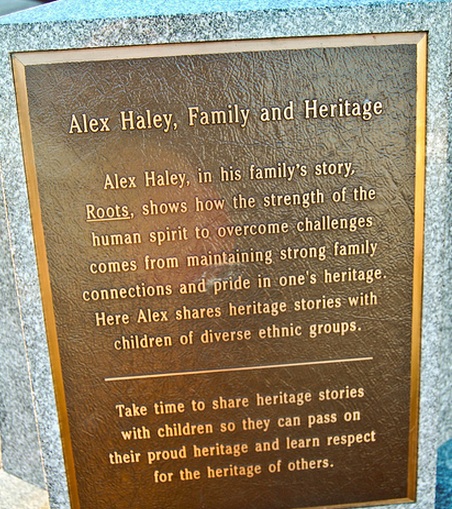 Alex Haley, Family and Heritage
Alex Haley, in his family's story,
Roots, shows how the strength of the
human spirit to overcome challenges
comes from maintaining strong family
connections and pride in one's heritage.
Here Alex shares heritage stories with
children of diverse ethnic groups.
Take time to share heritage stories
with children so they can pass on
their proud heritage and learn respect
for the heritage of others.